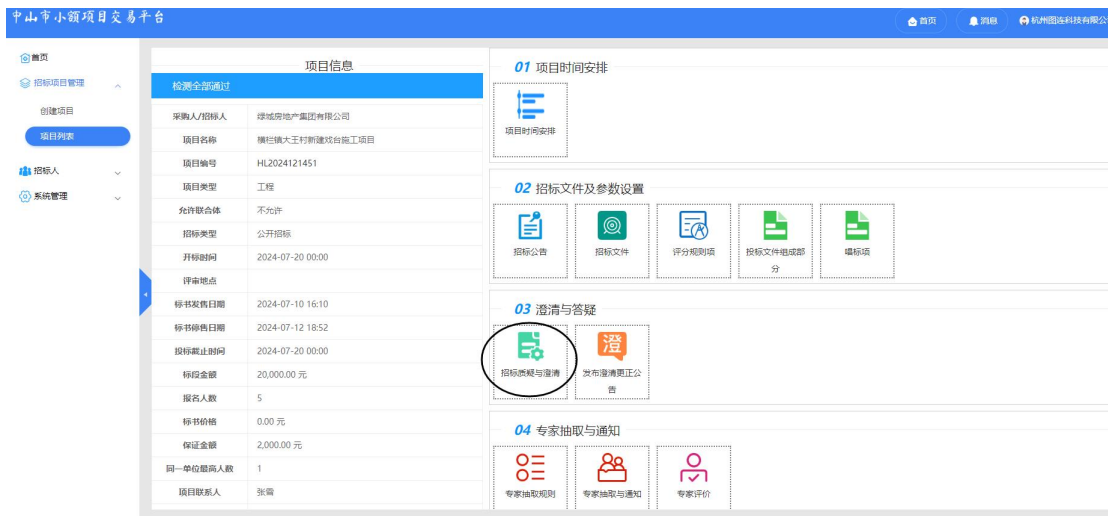 中山市小额项目交易平台
首页
消息
杭州图连科技有限公
首页
招标项目管理
创建项目
项目列表
招标人
系统管理
项目信息
检测全部通过
采购人/招标人 绿城房地产集团有限公司
项目名称 横栏镇大王村新建戏台施工项目
项目编号 HL2024121451
项目类型 工程
允许联合体 不允许
招标类型 公开招标
开标时间 2024-07-20 00:00
评审地点
标书发售日期 2024-07-10 16:10
标书停售日期 2024-07-12 18:52
投标截止时间 2024-07-20 00:00
标段金额 20,000.00 元
报名人数 5
标书价格 0.00 元
保证金额 2,000.00 元
同一单位最高人数 1
项目联系人 张雷
01 项目时间安排
项目时间安排
02 招标文件及参数设置
招标公告
招标文件
评分规则项
投标文件组成部
分
唱标项
03 澄清与答疑
招标质疑与澄清
澄
发布澄清更正公
告
04 专家抽取与通知
专家抽取规则
专家抽取与通知
专家评价